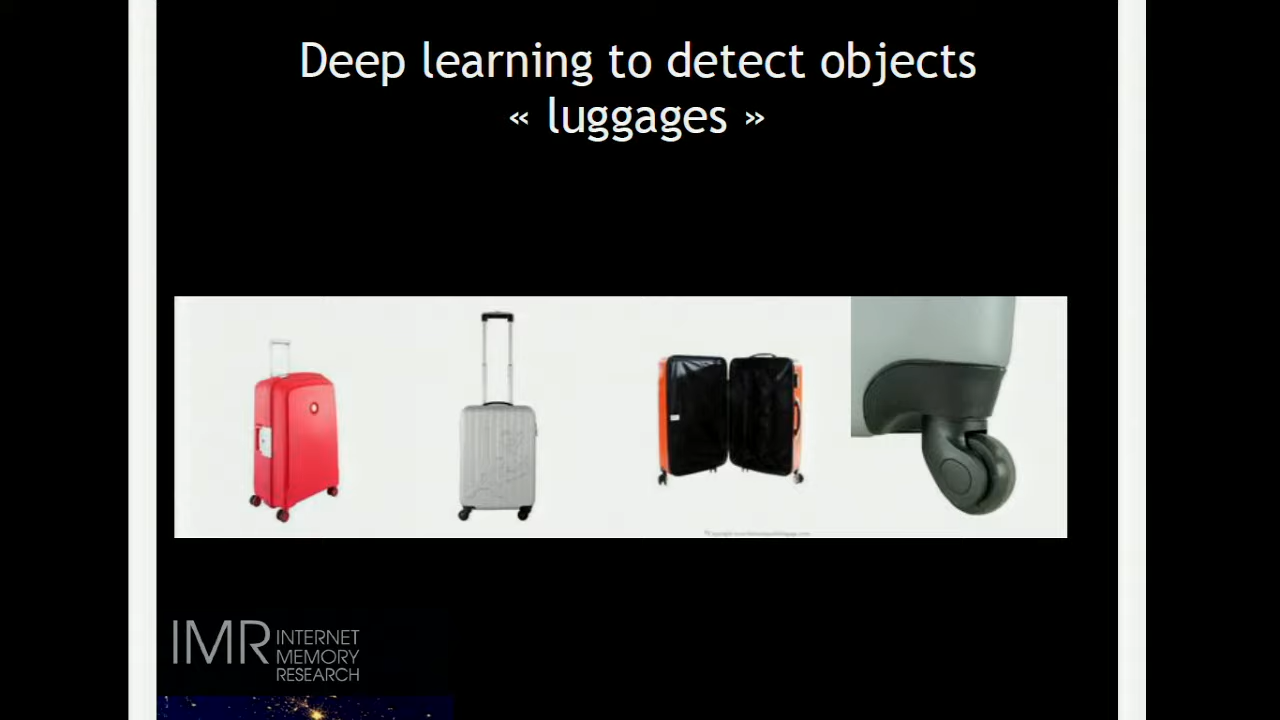 Deep learning to detect objects
« luggages »
IMR INTERNET
MEMORY
RESEARCH